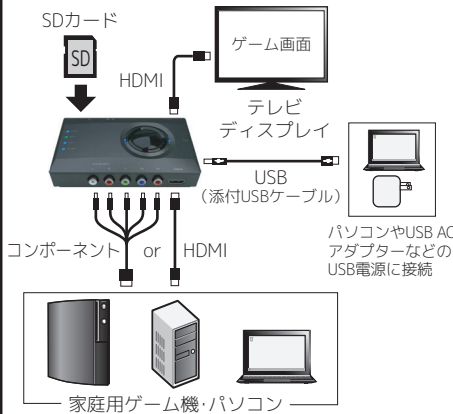 SDカード
SD
HDMI
ゲーム画面
テレビ
ディスプレイ
USB
(添付USBケーブル)
パソコンやUSB AC
アダプターなどの
USB電源に接続
コンポーネント or HDMI
家庭用ゲーム機・パソコン